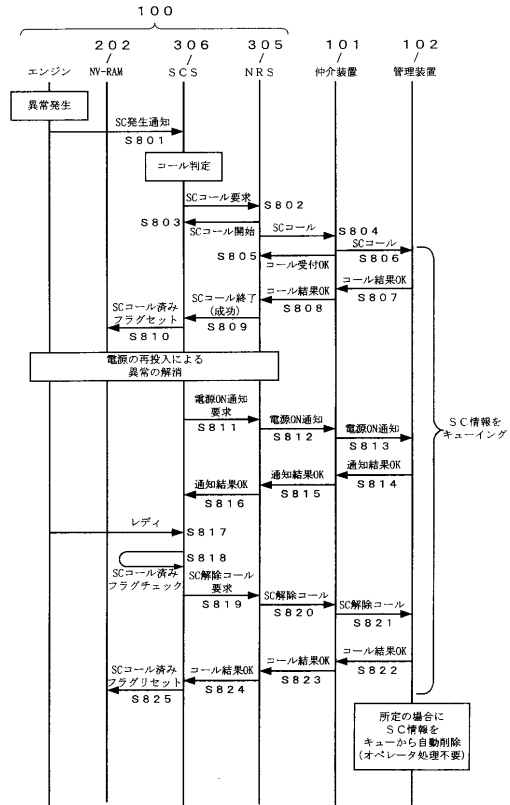 100
202 306 305 101 102
エンジン NV-RAM SCS NRS 仲介装置 管理装置
異常発生
SC発生通知
S801
コール判定
SCコール要求
S802
S803
SCコール開始
SCコール
S804
SCコール
S805
S806
コール受付OK
コール結果OK
SCコール済み
フラグセット
SCコール終了
(成功)
コール結果OK
S807
S808
S809
S810
電源の再投入による
異常の解消
電源ON通知
要求
電源ON通知
電源ON通知
S811
S812
S813
SC情報を
キューイング
通知結果OK
通知結果OK
通知結果OK
S814
S815
S816
レディ
S817
S818
SCコール済み
フラグチェック
SC解除コール
要求
SC解除コール
SC解除コール
S819
S820
S821
コール結果OK
コール結果OK
コール結果OK
SCコール済み
フラグリセット
S822
S823
S824
S825
所定の場合に
SC情報を
キューから自動削除
(オペレータ処理不要)